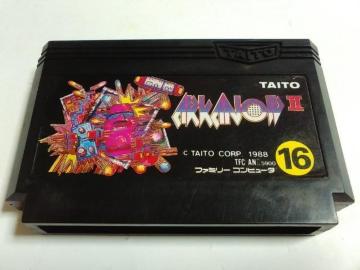 TAITO
TAITO
ARKANOID II
© TAITO CORP. 1988
TFC AN 5900
16
ファミリー コンピュータ